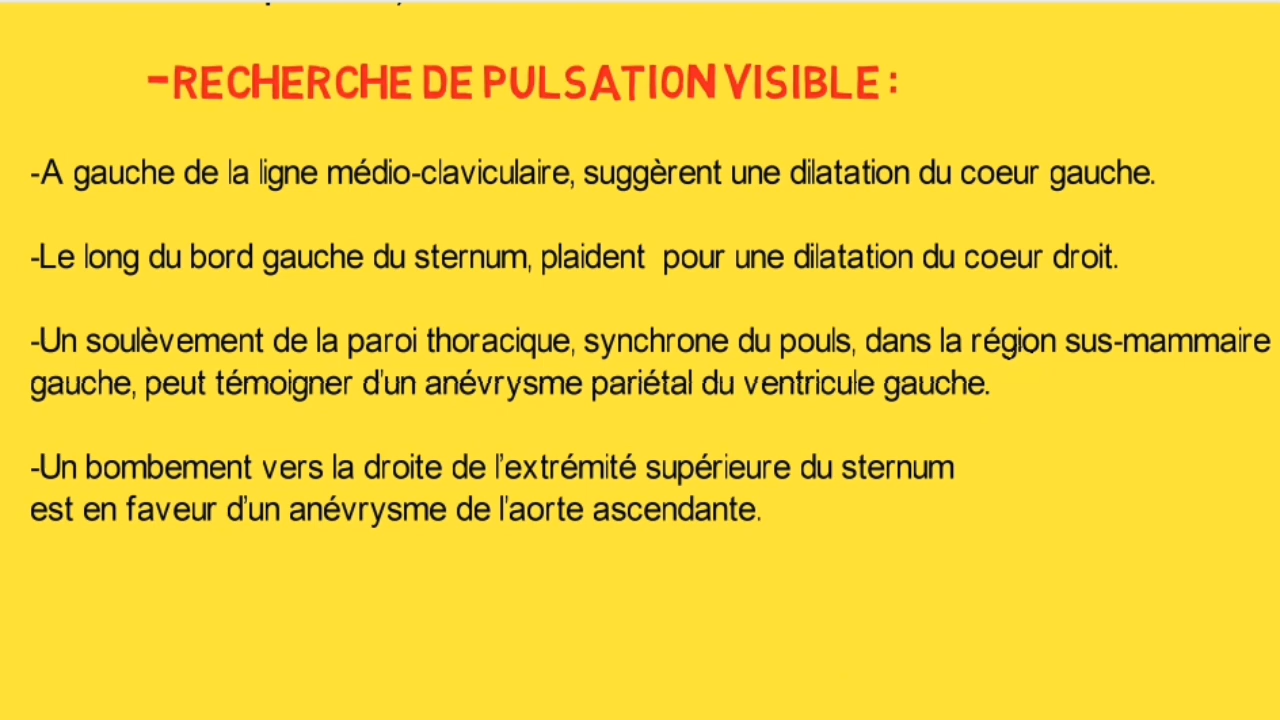 -RECHERCHE DE PULSATION VISIBLE :
-A gauche de la ligne médio-claviculaire, suggèrent une dilatation du coeur gauche.
-Le long du bord gauche du sternum, plaident pour une dilatation du coeur droit.
-Un soulèvement de la paroi thoracique, synchrone du pouls, dans la région sus-mammaire
gauche, peut témoigner d'un anévrysme pariétal du ventricule gauche.
-Un bombement vers la droite de l'extrémité supérieure du sternum
est en faveur d'un anévrysme de l'aorte ascendante.